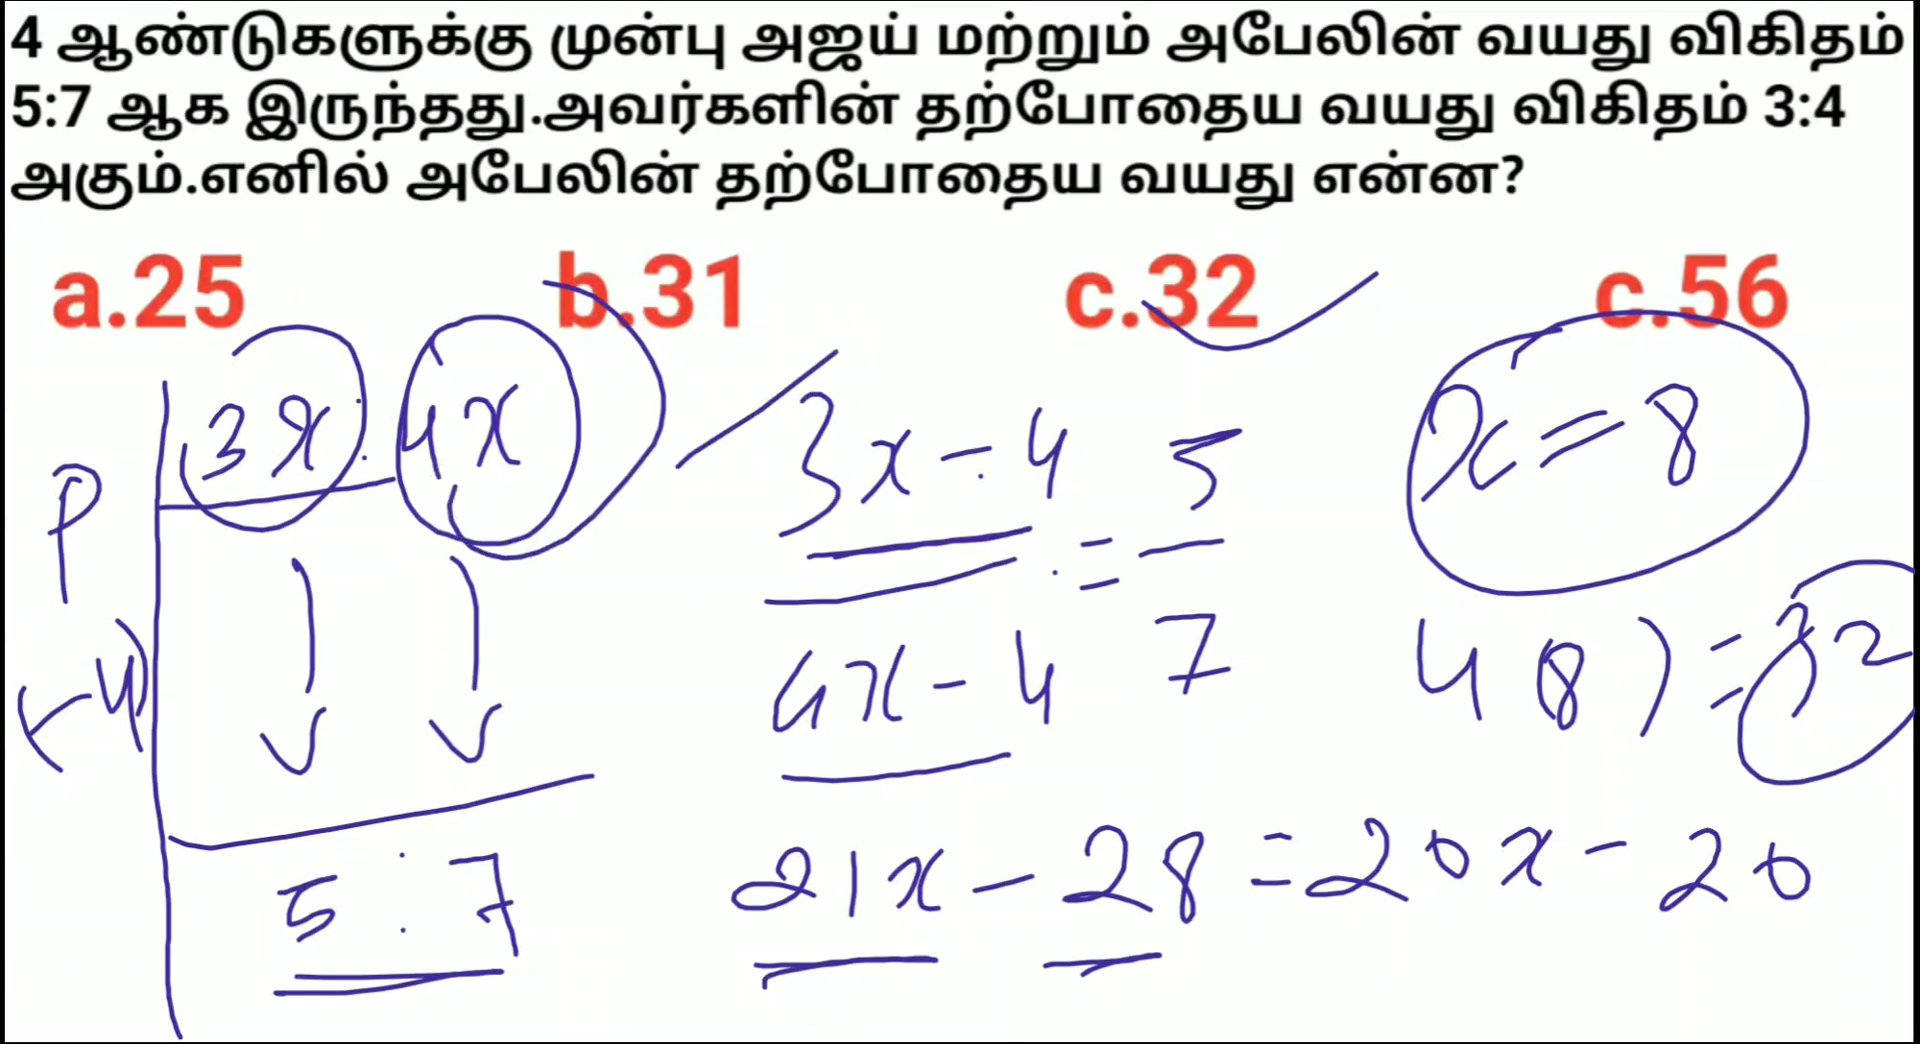 4 ஆண்டுகளுக்கு முன்பு அஜய் மற்றும் அபேலின் வயது விகிதம்
5:7 ஆக இருந்தது.அவர்களின் தற்போதைய வயது விகிதம் 3:4
அகும்.எனில் அபேலின் தற்போதைய வயது என்ன?
a.25 b.31 c.32 c.56
P 3x : 4x
(-4)
5 : 7
3x - 4 = 5
4x - 4 7
x = 8
4(8) = 32
21x - 28 = 20x - 20